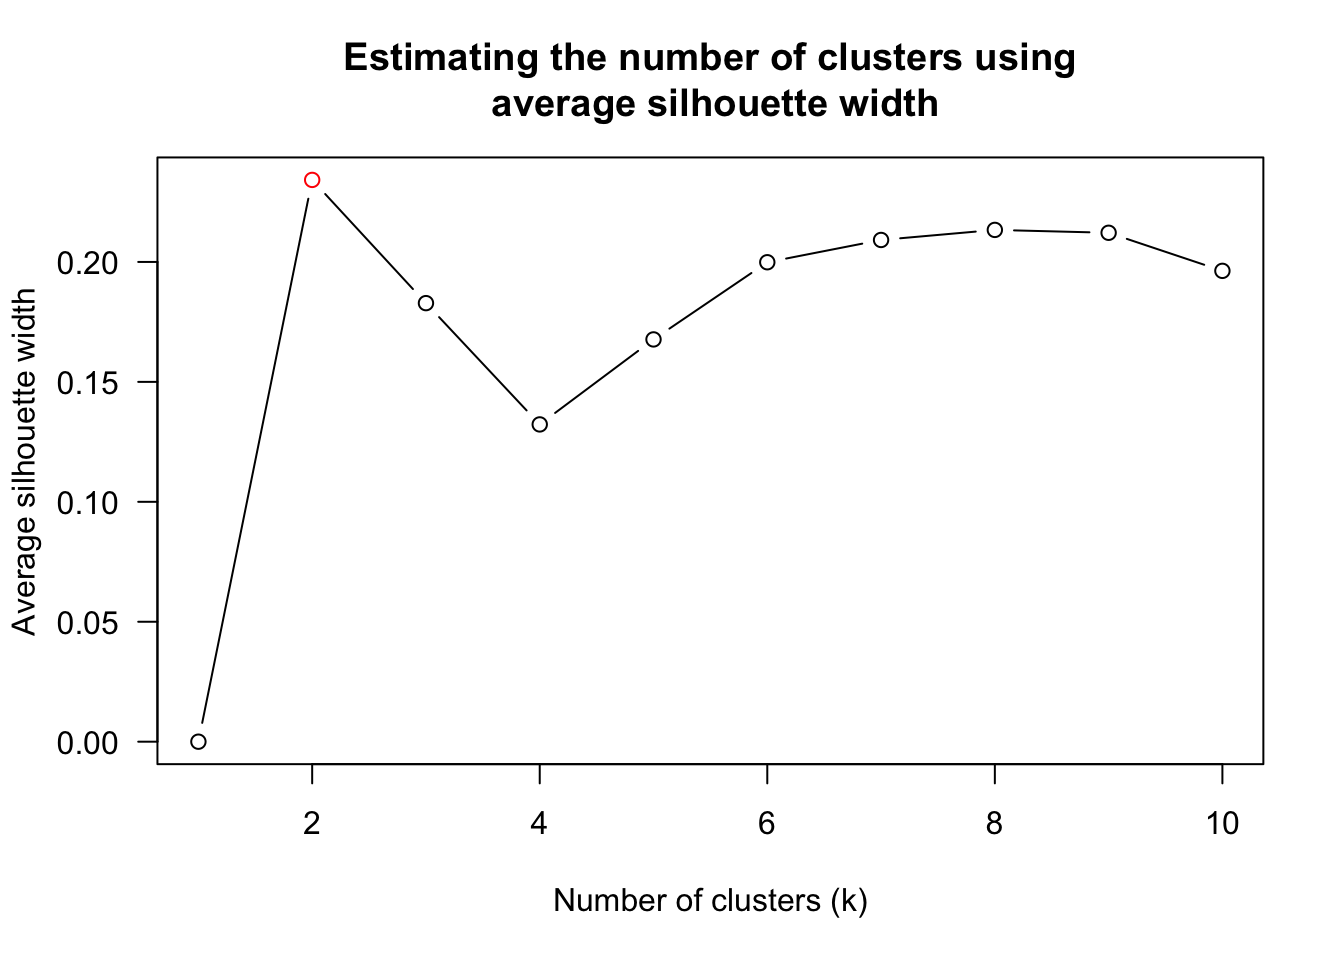 Estimating the number of clusters using
average silhouette width
Average silhouette width
0.20
0.15
0.10
0.05
0.00
2 4 6 8 10
Number of clusters (k)